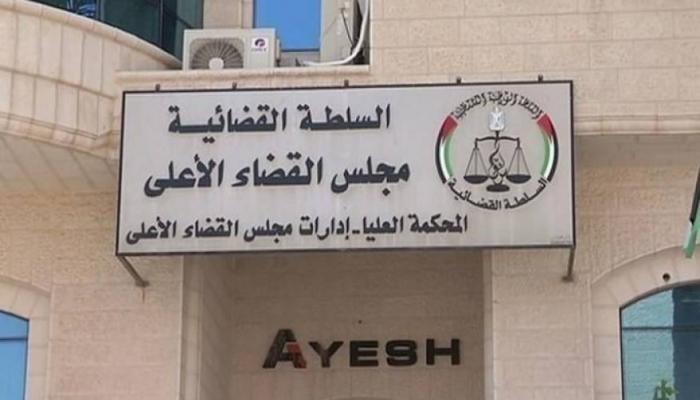 السلطة القضائية
مجلس القضاء الأعلى
المحكمة العليا - إدارات مجلس القضاء الأعلى
السلطة القضائية
AYESH